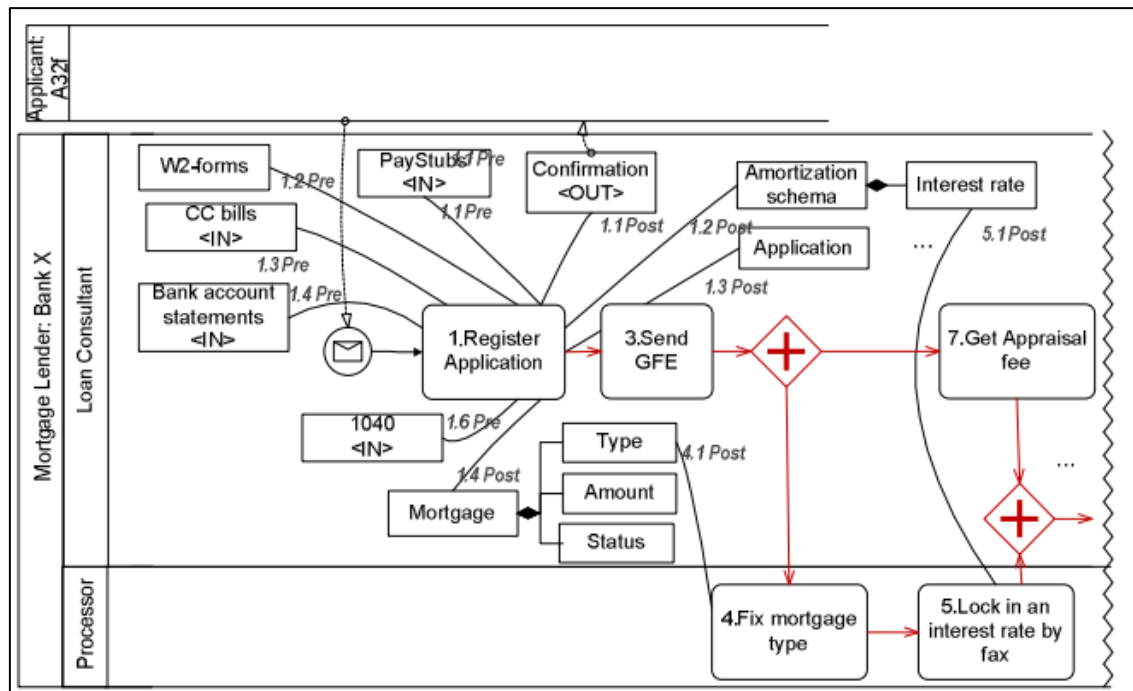 Applicant:
A32f
Mortgage Lender: Bank X
Loan Consultant
Processor
W2-forms
1.2 Pre
PayStubs
<IN>
1.1 Pre
1.1 Pre
Confirmation
<OUT>
1.1 Post
Amortization
schema
1.2 Post
Interest rate
5.1 Post
CC bills
<IN>
1.3 Pre
Application
1.3 Post
...
Bank account
statements
<IN>
1.4 Pre
1.Register
Application
3.Send
GFE
7.Get Appraisal
fee
1040
<IN>
1.6 Pre
1.4 Post
Mortgage
Type
4.1 Post
Amount
Status
...
4.Fix mortgage
type
5.Lock in an
interest rate by
fax